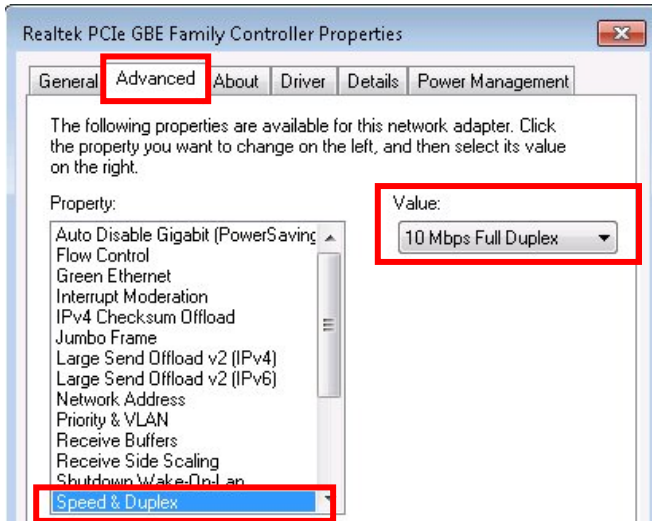 Realtek PCIe GBE Family Controller Properties
General Advanced About Driver Details Power Management
The following properties are available for this network adapter. Click
the property you want to change on the left, and then select its value
on the right.
Property:
Value:
Auto Disable Gigabit (PowerSaving
10 Mbps Full Duplex
Flow Control
Green Ethernet
Interrupt Moderation
IPv4 Checksum Offload
Jumbo Frame
Large Send Offload v2 (IPv4)
Large Send Offload v2 (IPv6)
Network Address
Priority & VLAN
Receive Buffers
Receive Side Scaling
Shutdown Wake-On-Lan
Speed & Duplex